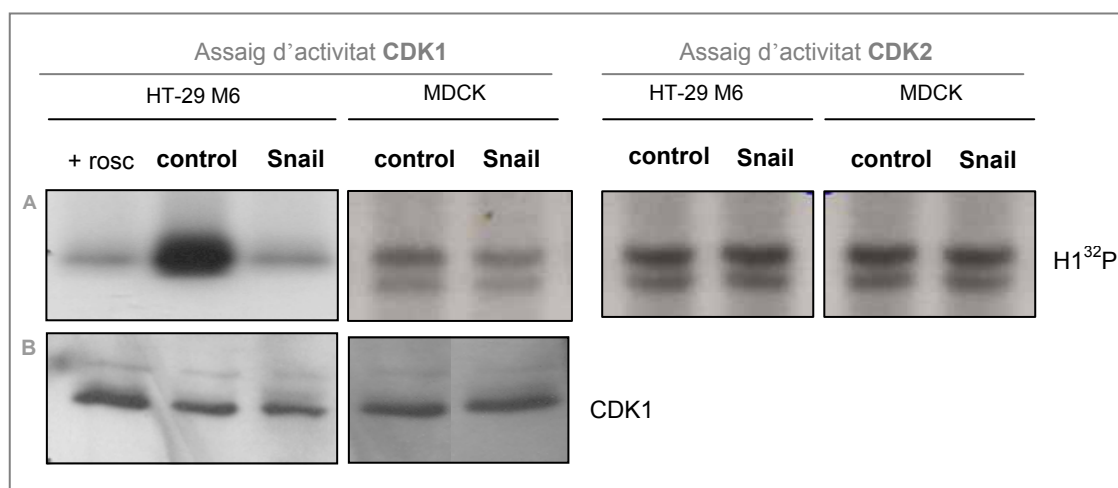 Assaig d’activitat CDK1 Assaig d’activitat CDK2
HT-29 M6 MDCK HT-29 M6 MDCK
+ rosc control Snail control Snail control Snail control Snail
A
H1³²P
B
CDK1